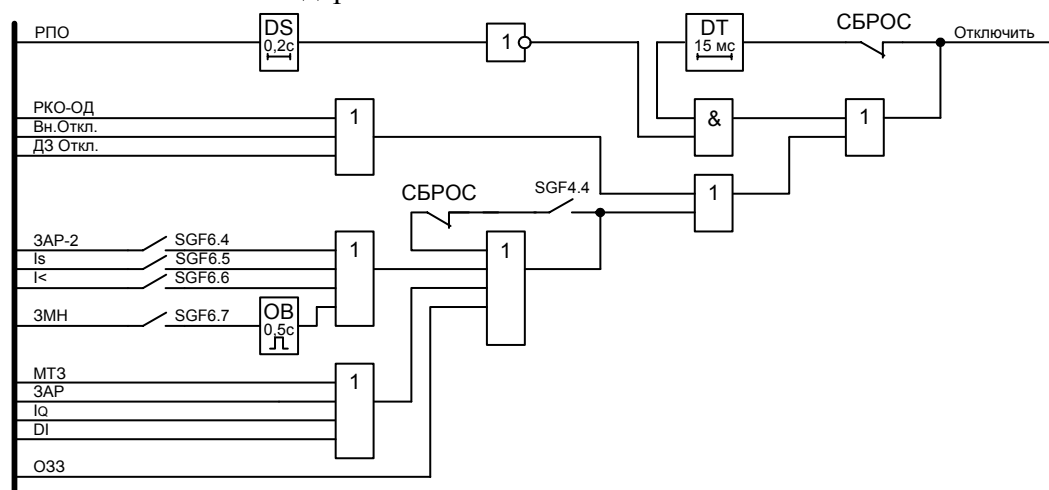 РПО
DS
0,2с
1
DT
15 мс
СБРОС
Отключить
РКО-ОД
Вн.Откл.
ДЗ Откл.
1
&
1
СБРОС
SGF4.4
1
ЗАР-2
SGF6.4
Is
SGF6.5
I<
SGF6.6
1
1
ЗМН
SGF6.7
ОВ
0,5с
МТЗ
ЗАР
IQ
DI
1
ОЗЗ